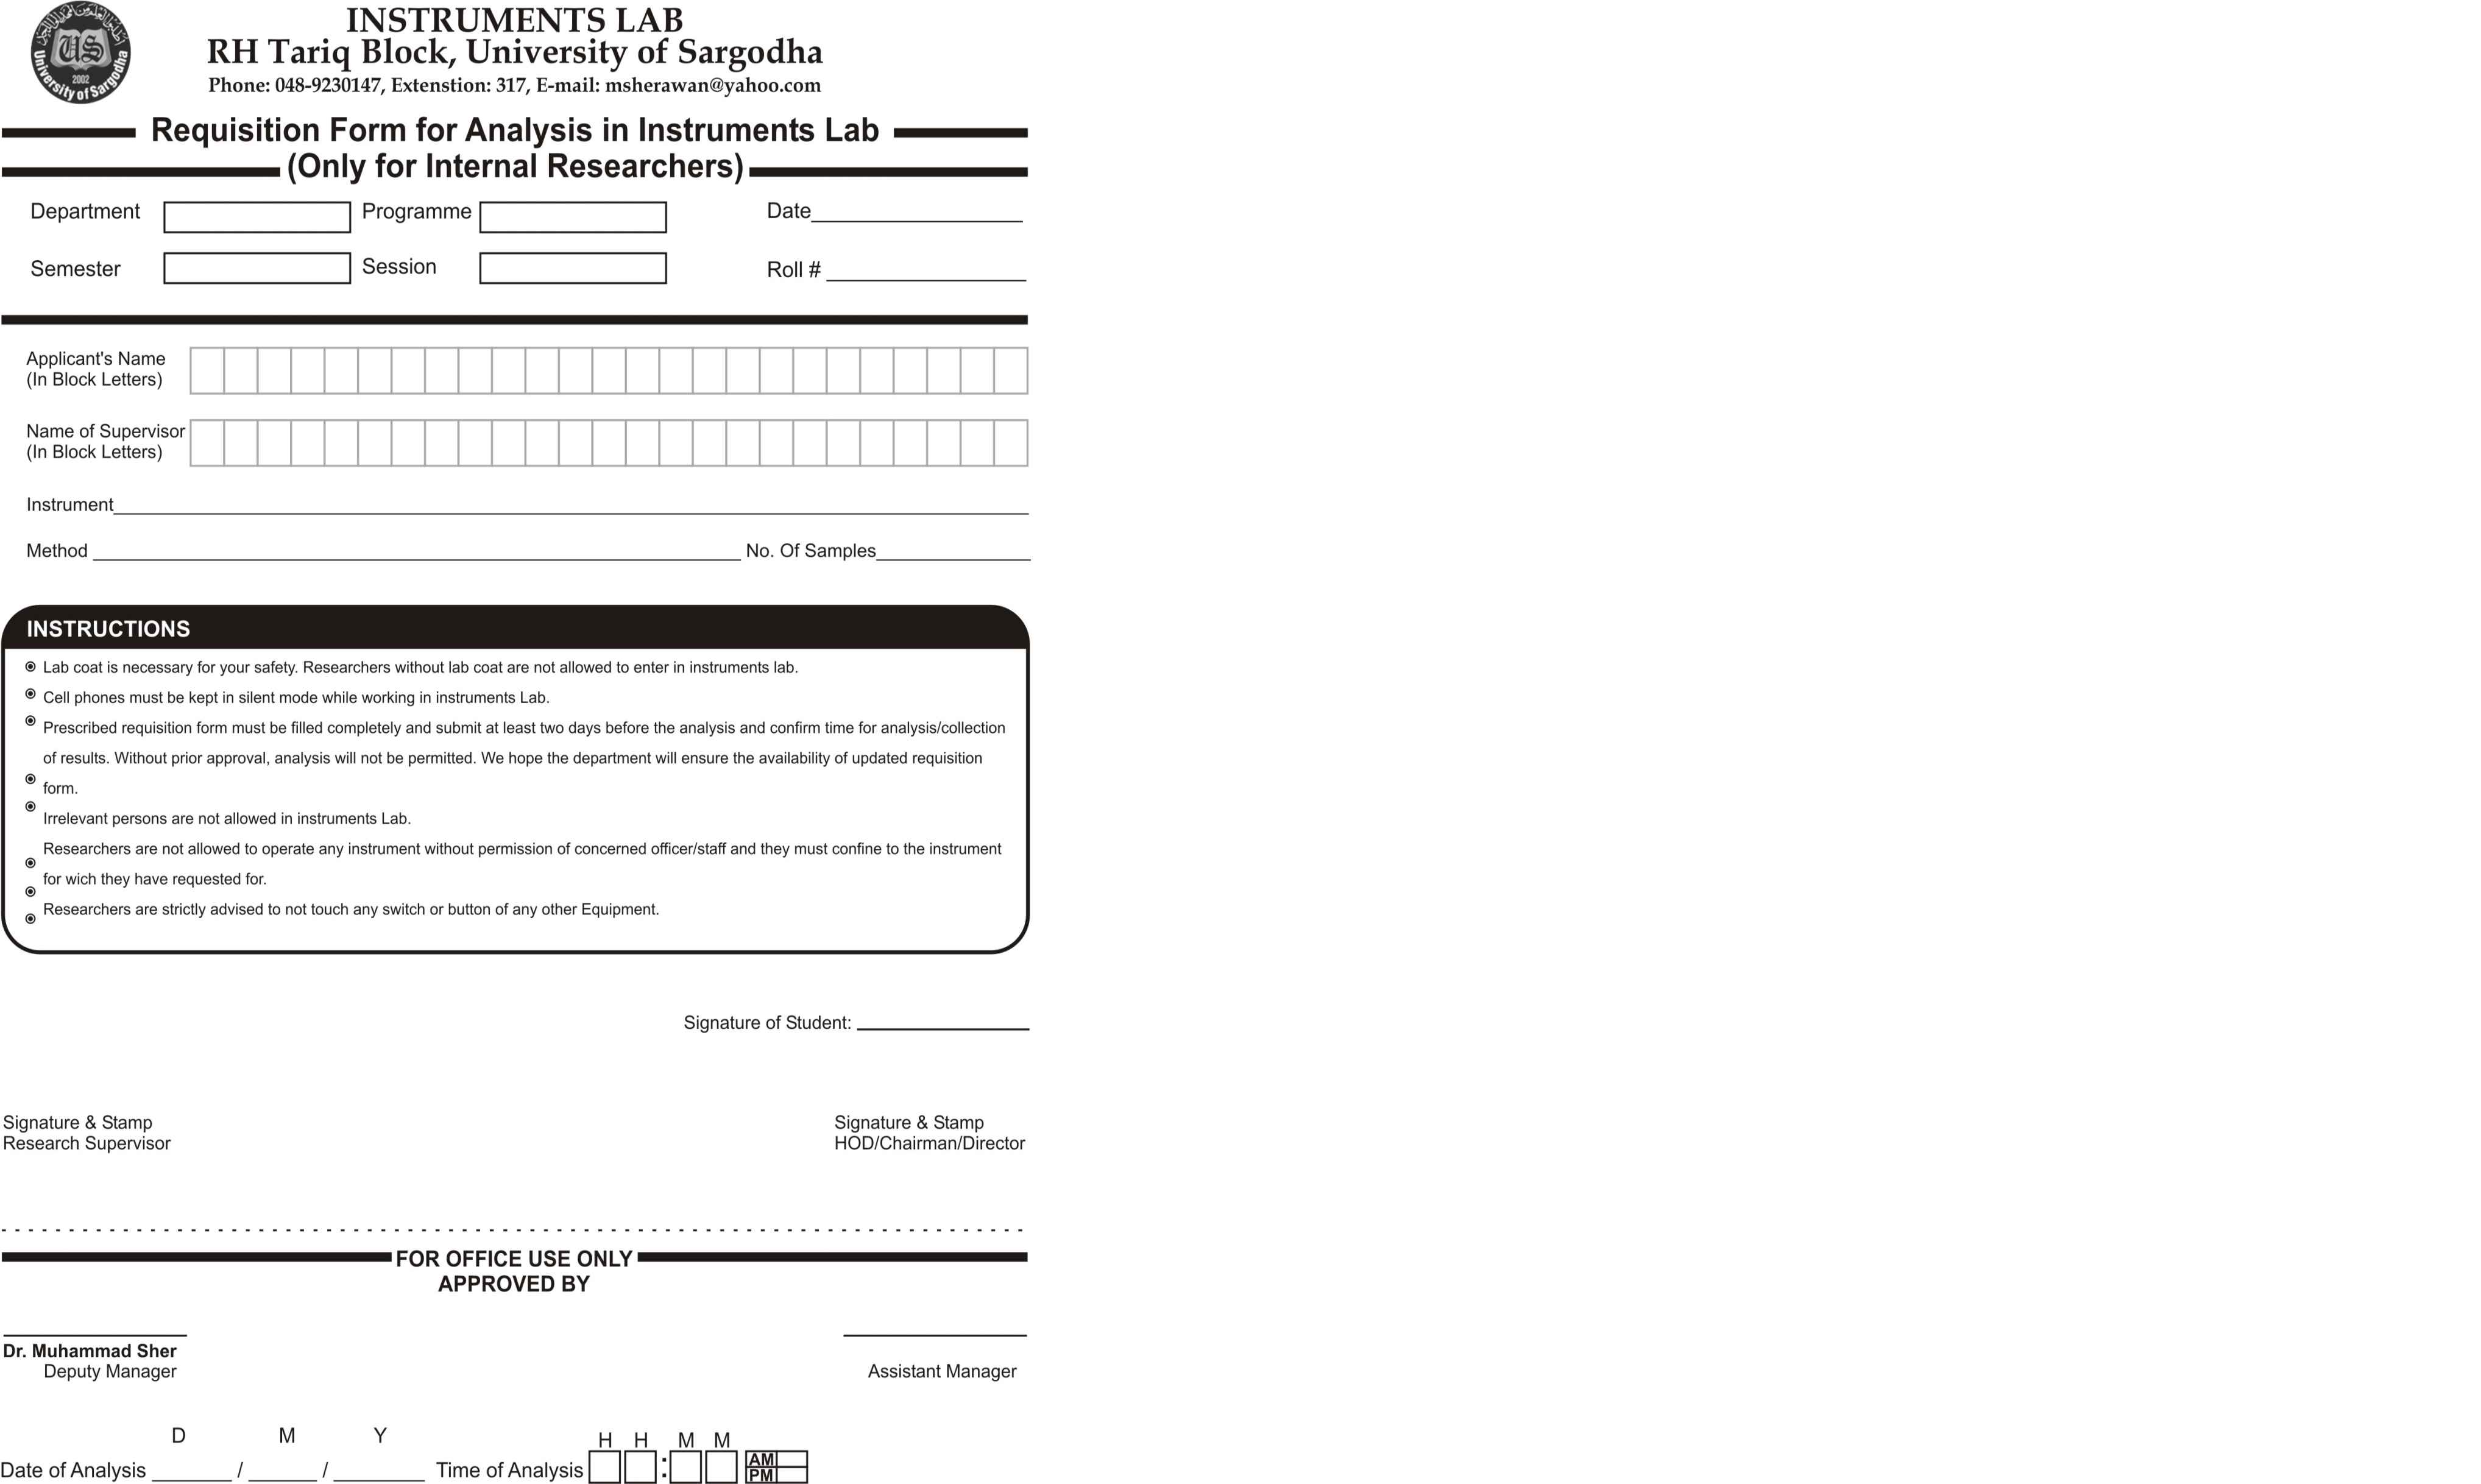 University of Sargodha
US
2002
INSTRUMENTS LAB
RH Tariq Block, University of Sargodha
Phone: 048-9230147, Extenstion: 317, E-mail: msherawan@yahoo.com
Requisition Form for Analysis in Instruments Lab
(Only for Internal Researchers)
Department Programme Date
Semester Session Roll #
Applicant's Name
(In Block Letters)
Name of Supervisor
(In Block Letters)
Instrument
Method No. Of Samples
INSTRUCTIONS
Lab coat is necessary for your safety. Researchers without lab coat are not allowed to enter in instruments lab.
Cell phones must be kept in silent mode while working in instruments Lab.
Prescribed requisition form must be filled completely and submit at least two days before the analysis and confirm time for analysis/collection
of results. Without prior approval, analysis will not be permitted. We hope the department will ensure the availability of updated requisition
form.
Irrelevant persons are not allowed in instruments Lab.
Researchers are not allowed to operate any instrument without permission of concerned officer/staff and they must confine to the instrument
for wich they have requested for.
Researchers are strictly advised to not touch any switch or button of any other Equipment.
Signature of Student:
Signature & Stamp Signature & Stamp
Research Supervisor HOD/Chairman/Director
FOR OFFICE USE ONLY
APPROVED BY
Dr. Muhammad Sher
Deputy Manager Assistant Manager
D M Y H H M M
Date of Analysis / / Time of Analysis : AM
PM